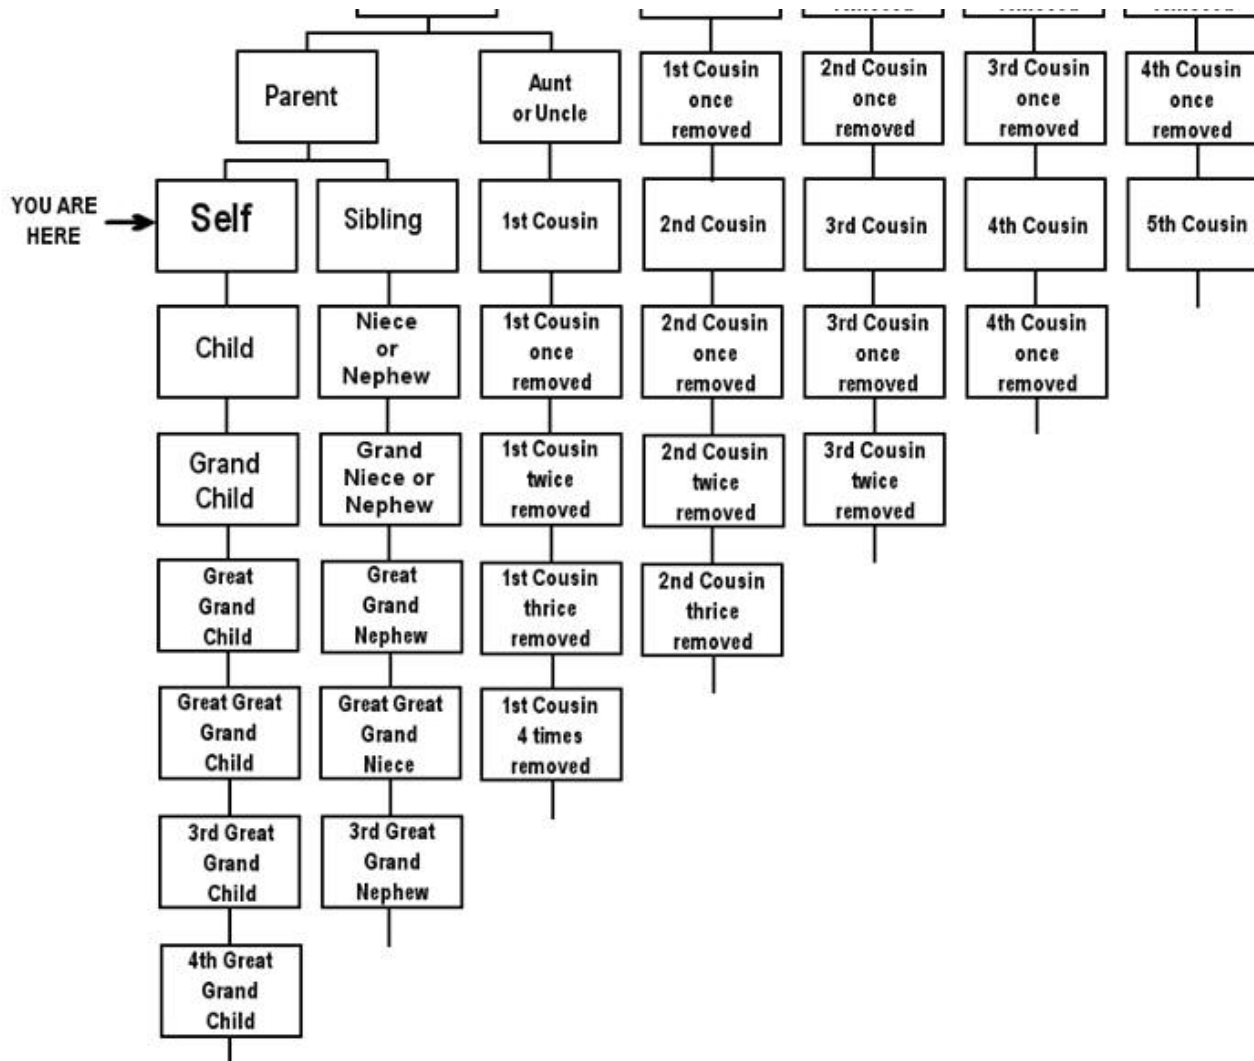 Parent
Aunt
or Uncle
1st Cousin
once
removed
2nd Cousin
once
removed
3rd Cousin
once
removed
4th Cousin
once
removed
YOU ARE
HERE
Self
Sibling
1st Cousin
2nd Cousin
3rd Cousin
4th Cousin
5th Cousin
Child
Niece
or
Nephew
1st Cousin
once
removed
2nd Cousin
once
removed
3rd Cousin
once
removed
4th Cousin
once
removed
Grand
Child
Grand
Niece or
Nephew
1st Cousin
twice
removed
2nd Cousin
twice
removed
3rd Cousin
twice
removed
Great
Grand
Child
Great
Grand
Nephew
1st Cousin
thrice
removed
2nd Cousin
thrice
removed
Great Great
Grand
Child
Great Great
Grand
Niece
1st Cousin
4 times
removed
3rd Great
Grand
Child
3rd Great
Grand
Nephew
4th Great
Grand
Child